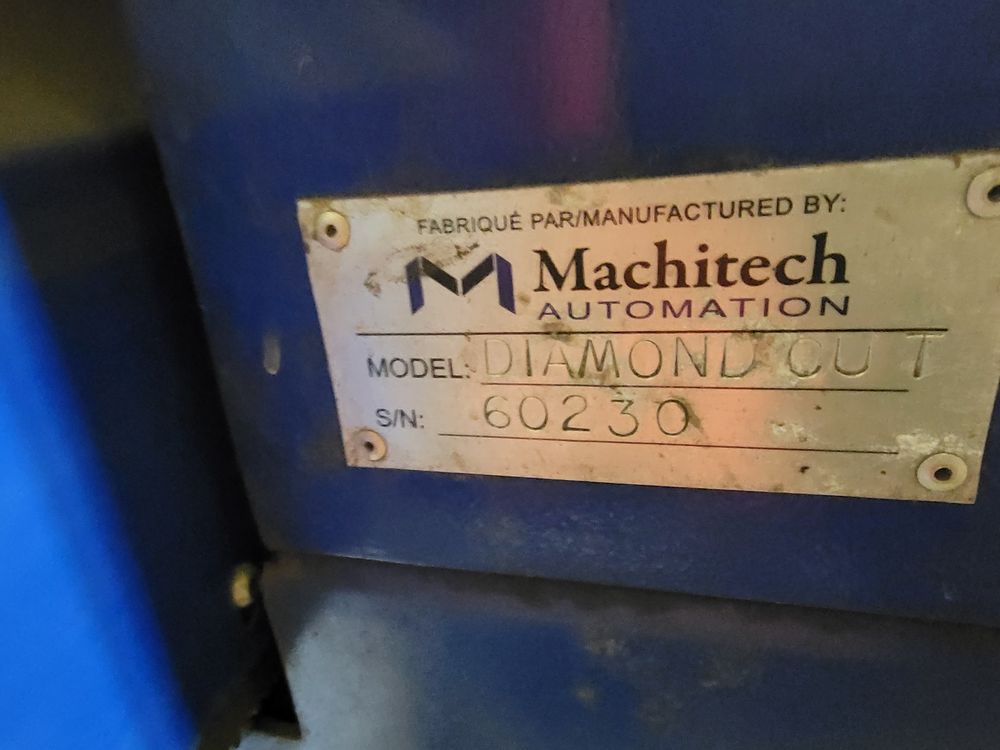 FABRIQUÉ PAR/MANUFACTURED BY:
Machitech
AUTOMATION
MODEL: DIAMOND CUT
S/N: 60230